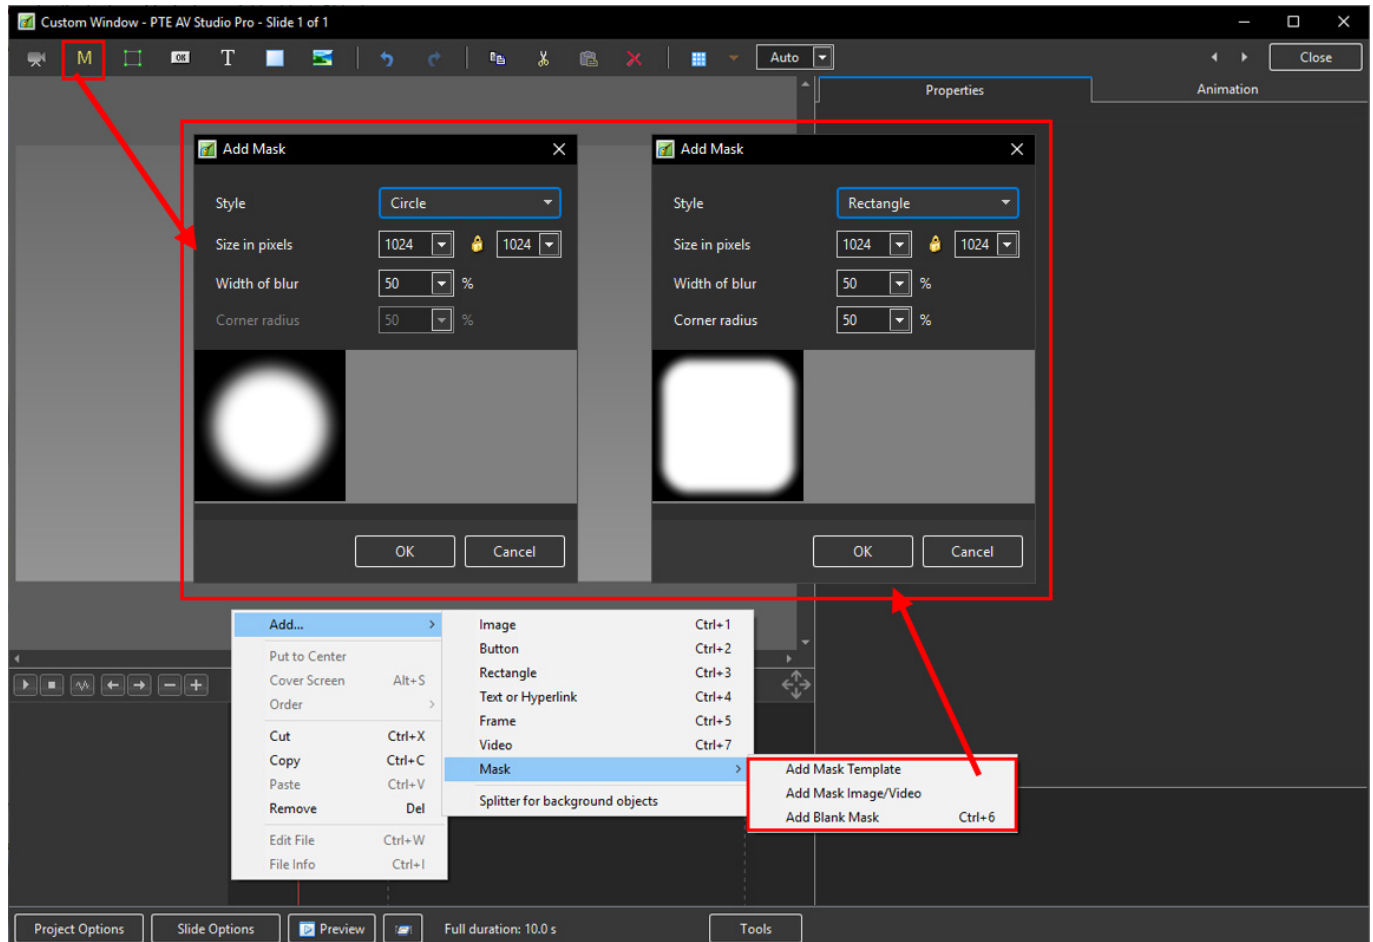 Custom Window - PTE AV Studio Pro - Slide 1 of 1
M OK T Auto Close
Properties Animation
Add Mask
Style Circle
Size in pixels 1024 1024
Width of blur 50 %
Corner radius 50 %
OK Cancel
Add Mask
Style Rectangle
Size in pixels 1024 1024
Width of blur 50 %
Corner radius 50 %
OK Cancel
Add...
Put to Center
Cover Screen Alt+S
Order
Cut Ctrl+X
Copy Ctrl+C
Paste Ctrl+V
Remove Del
Edit File Ctrl+W
File Info Ctrl+I
Image Ctrl+1
Button Ctrl+2
Rectangle Ctrl+3
Text or Hyperlink Ctrl+4
Frame Ctrl+5
Video Ctrl+7
Mask
Splitter for background objects
Add Mask Template
Add Mask Image/Video
Add Blank Mask Ctrl+6
Project Options Slide Options Preview Full duration: 10.0 s Tools